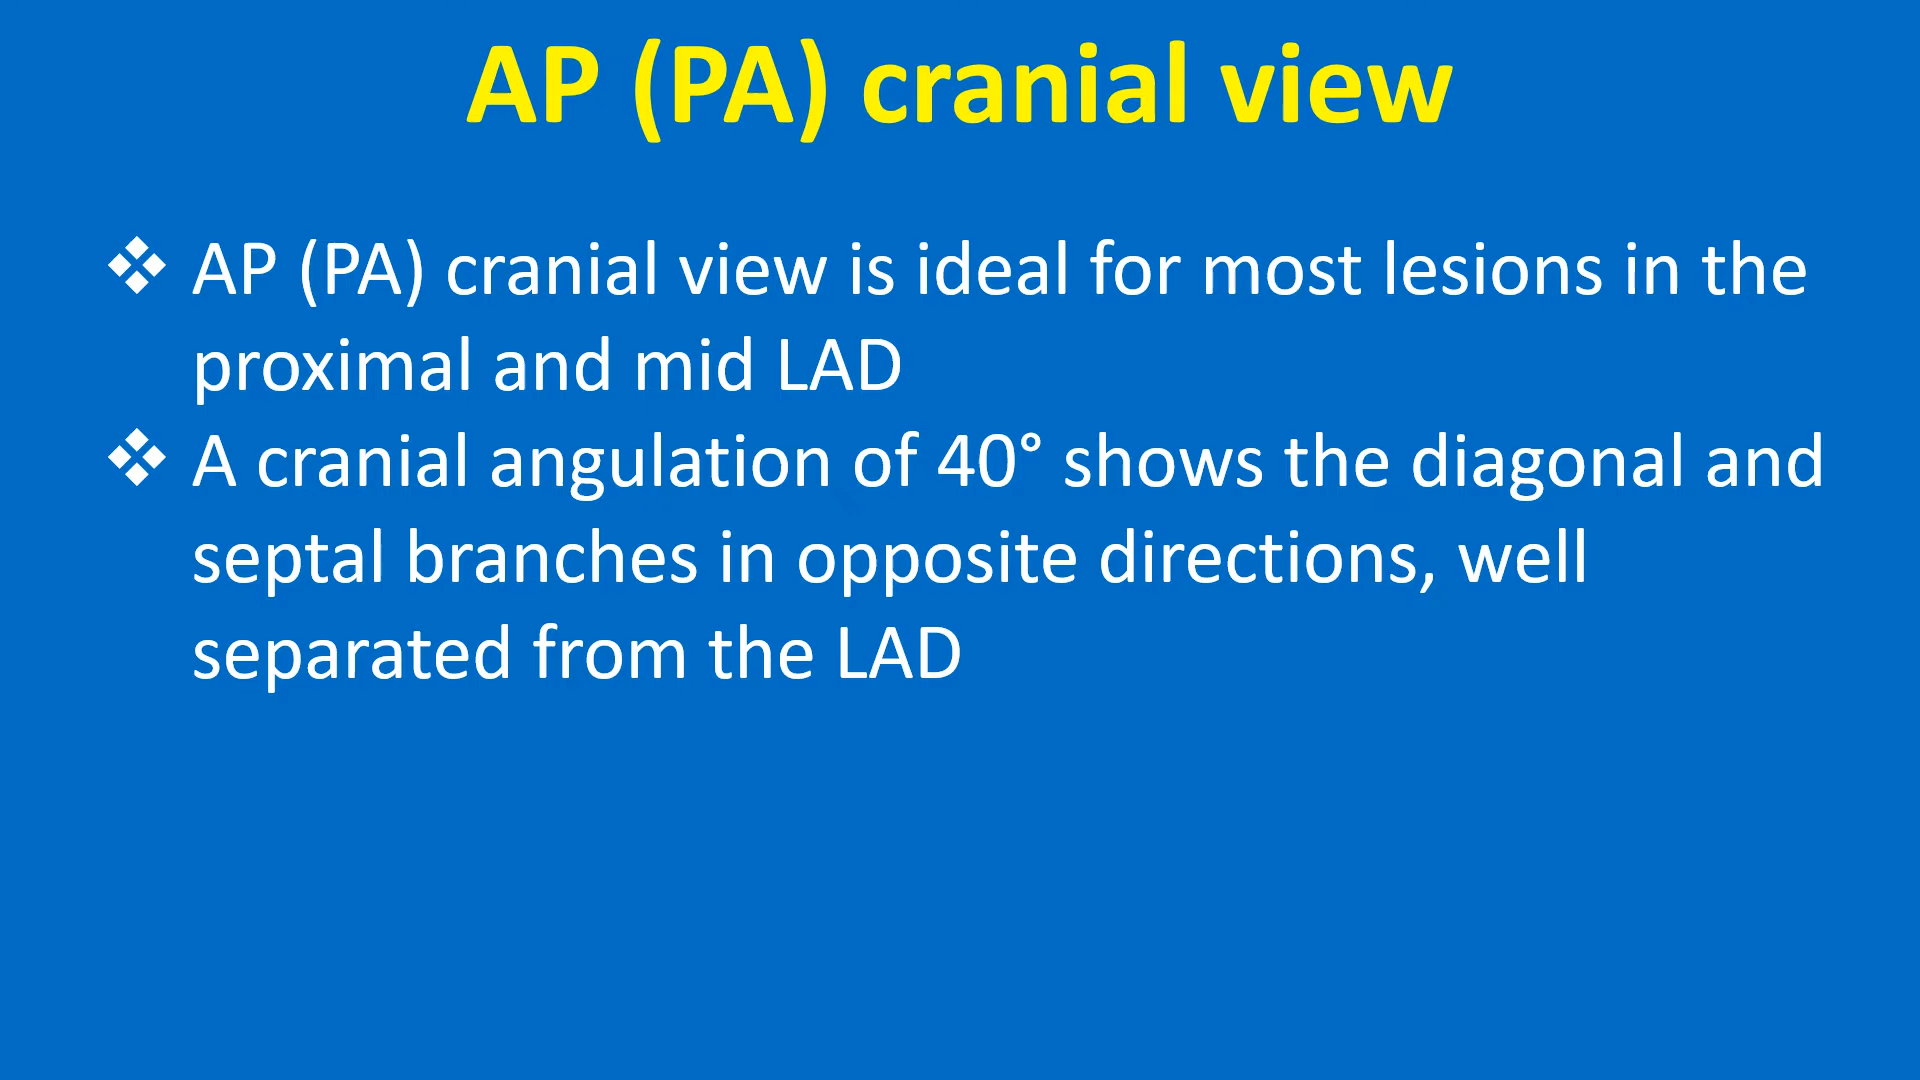 AP (PA) cranial view
❖ AP (PA) cranial view is ideal for most lesions in the
proximal and mid LAD
❖ A cranial angulation of 40° shows the diagonal and
septal branches in opposite directions, well
separated from the LAD